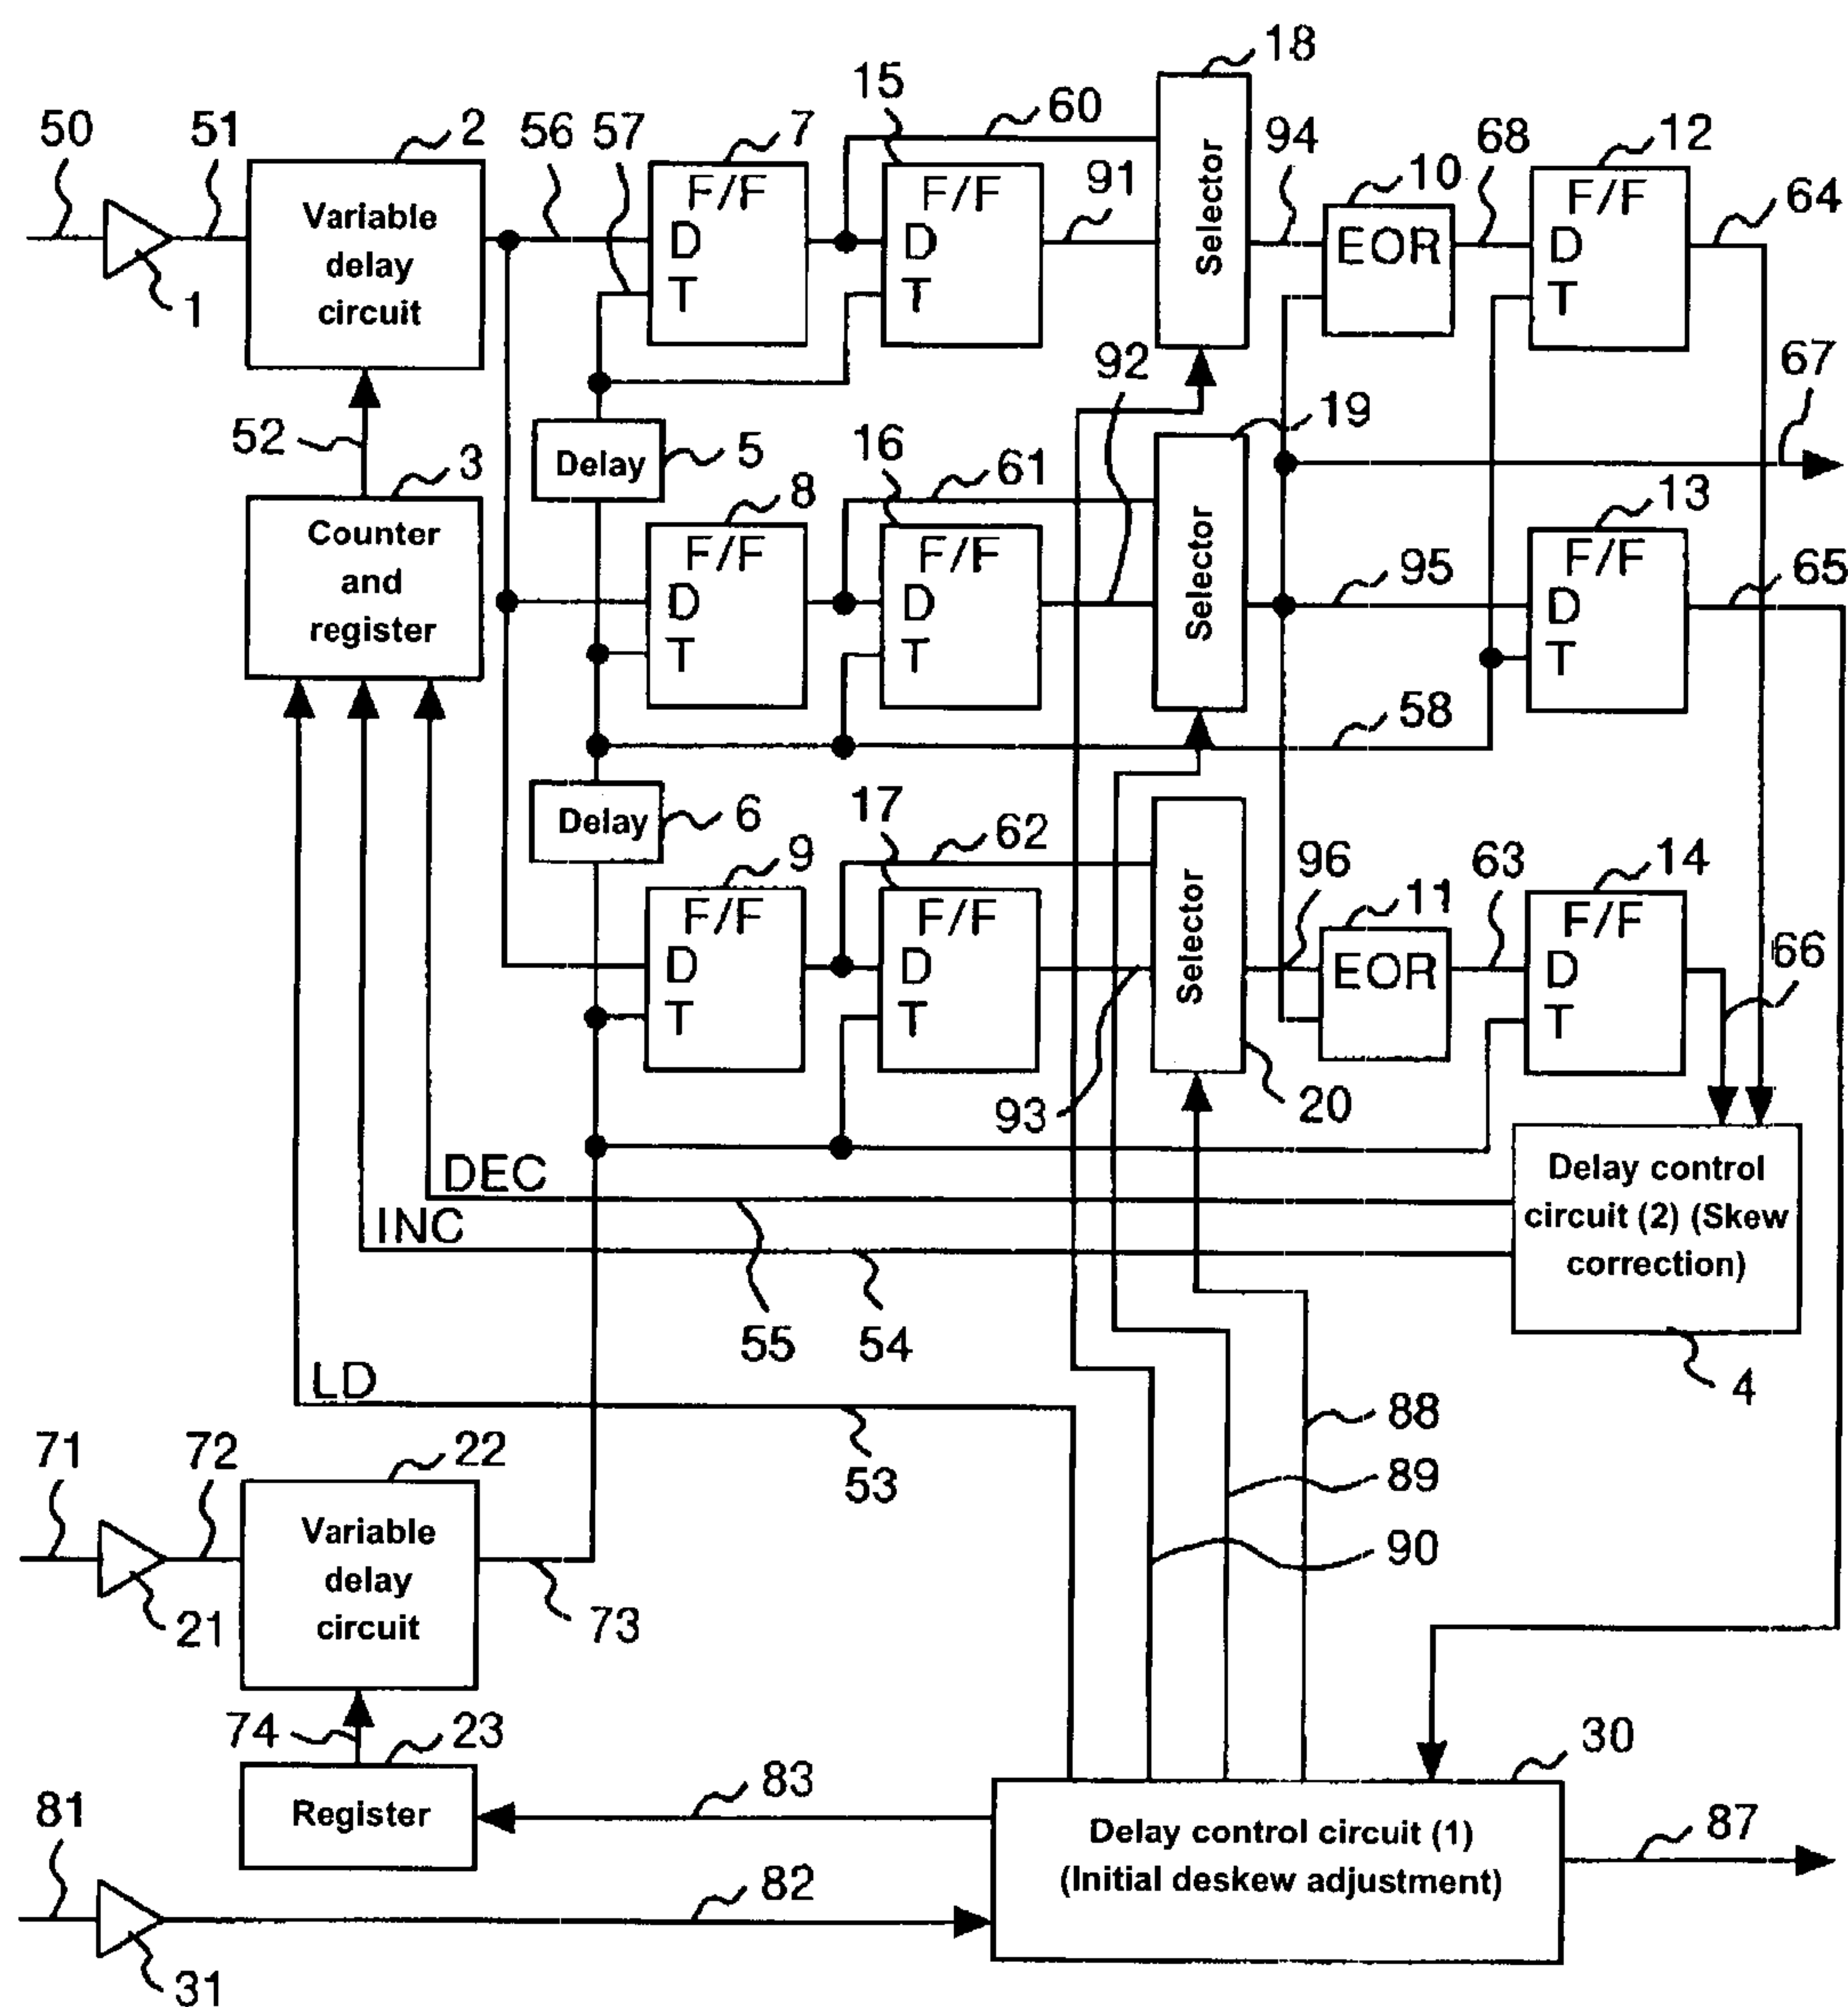 18
15
60
50
51
2
56
57
7
94
68
12
F/F
F/F
91
10
F/F
64
Variable
delay
circuit
D
T
D
T
Selector
EOR
D
T
1
92
67
52
3
Delay
5
16
61
19
13
8
Counter
and
register
F/F
F/F
F/F
95
65
D
T
D
T
Selector
D
T
58
Delay
6
17
62
96
63
14
9
11
F/F
F/F
F/F
66
D
T
D
T
Selector
EOR
D
T
93
20
DEC
INC
Delay control
circuit (2) (Skew
correction)
55
54
4
LD
88
71
72
22
53
89
Variable
delay
circuit
90
21
73
74
23
30
81
Register
83
Delay control circuit (1)
(Initial deskew adjustment)
87
82
31